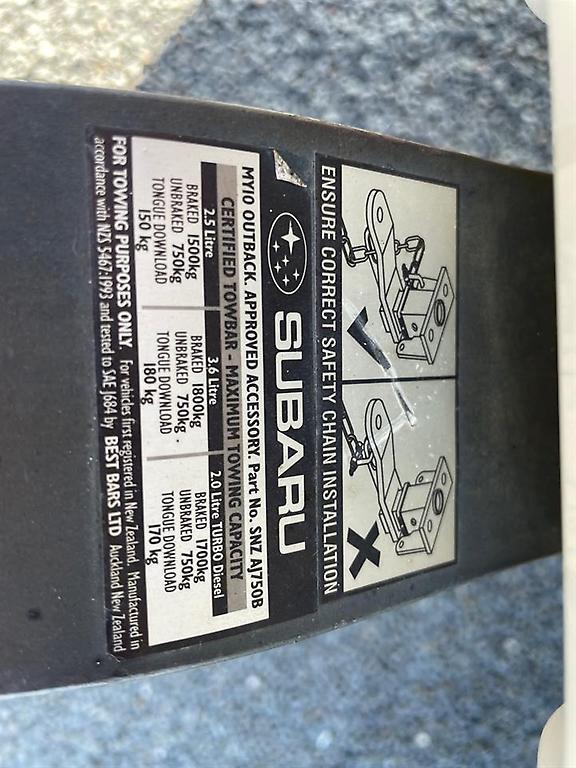 ENSURE CORRECT SAFETY CHAIN INSTALLATION
SUBARU
MY10 OUTBACK. APPROVED ACCESSORY. Part No. SNZ AJ750B
CERTIFIED TOWBAR - MAXIMUM TOWING CAPACITY
2.5 Litre
BRAKED 1500kg
UNBRAKED 750kg
TONGUE DOWNLOAD
150 kg
3.6 Litre
BRAKED 1800kg
UNBRAKED 750kg
TONGUE DOWNLOAD
180 kg
2.0 Litre TURBO Diesel
BRAKED 1700kg
UNBRAKED 750kg
TONGUE DOWNLOAD
170 kg
FOR TOWING PURPOSES ONLY. For vehicles first registered in New Zealand. Manufactured in
accordance with NZS 5467:1993 and tested to SAE J684 by BEST BARS LTD Auckland New Zealand